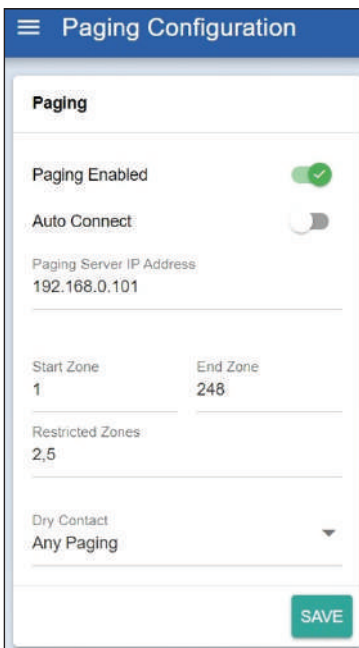 Paging Configuration
Paging
Paging Enabled
Auto Connect
Paging Server IP Address
192.168.0.101
Start Zone End Zone
1 248
Restricted Zones
2,5
Dry Contact
Any Paging
SAVE